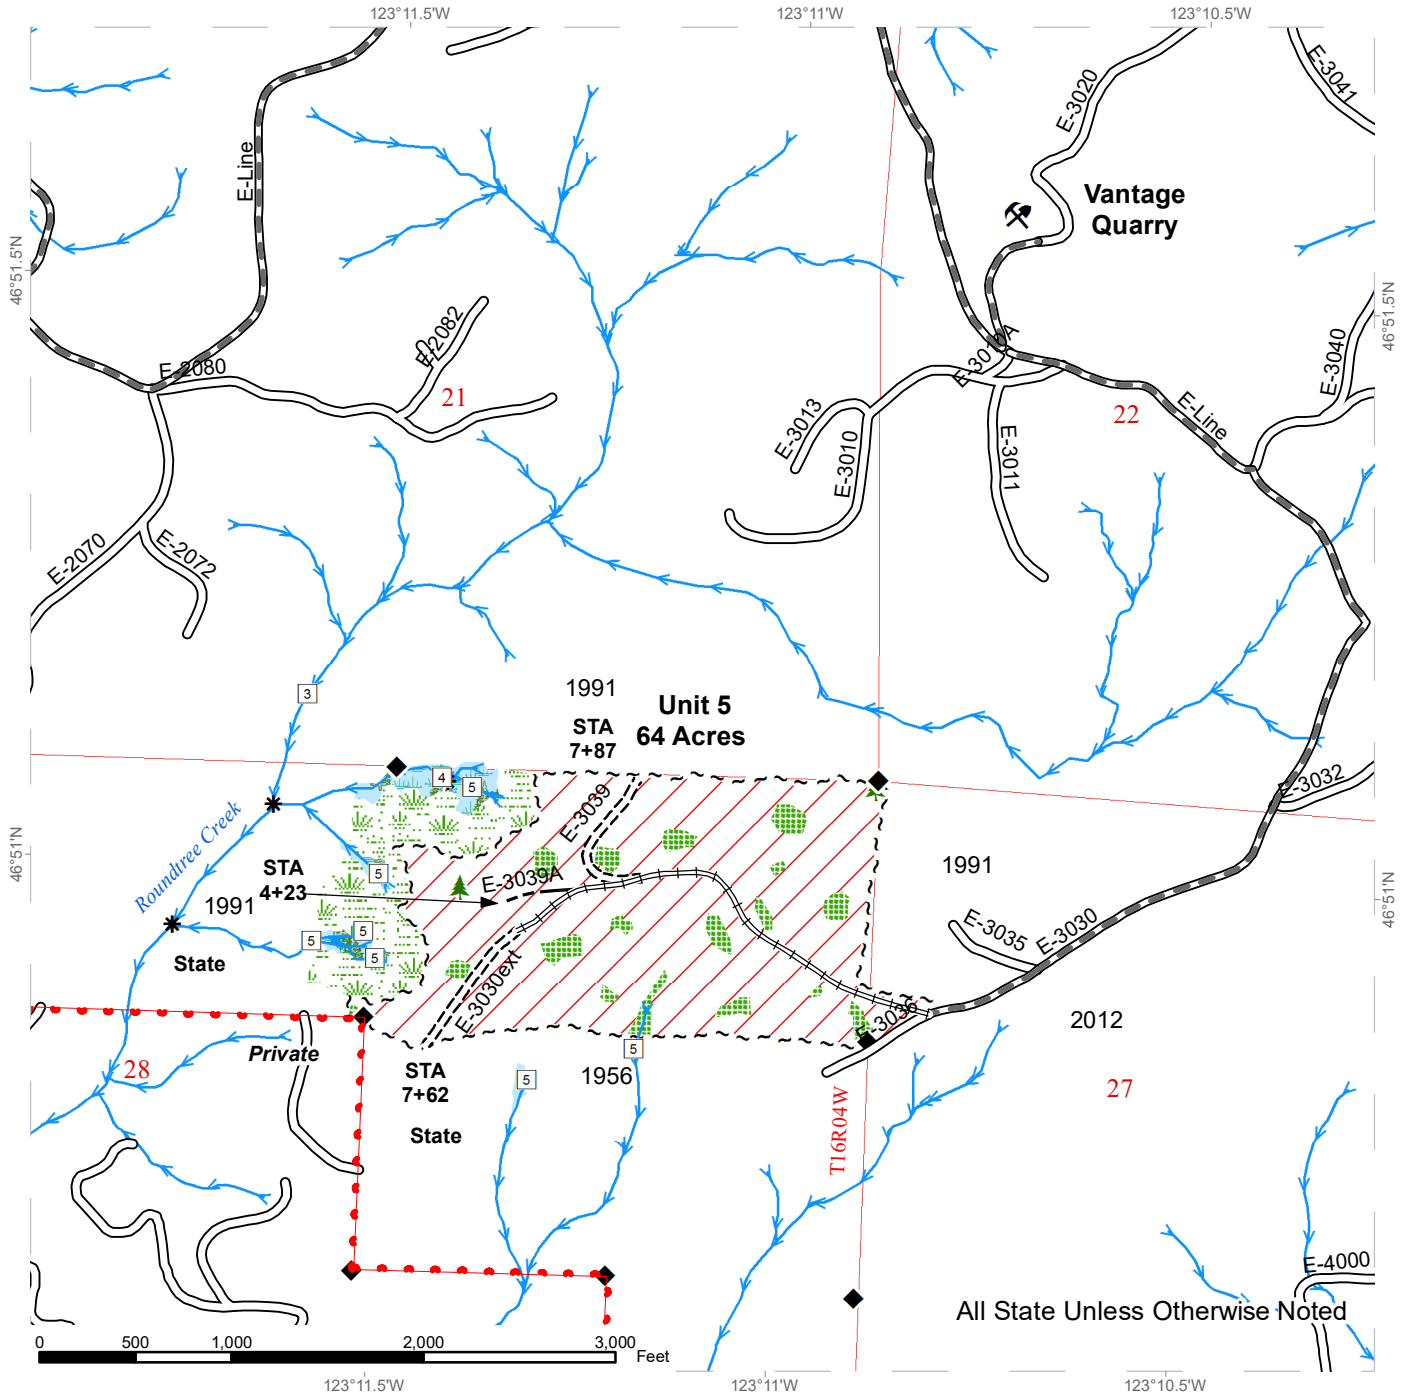 123°11.5'W
123°11'W
123°10.5'W
E-3041
E-3020
E-Line
Vantage
Quarry
46°51.5'N
46°51.5'N
E-2082
E-3010A
E-3040
E-2080
21
22
E-Line
E-3013
E-3010
E-3011
E-2070
E-2072
3
1991
Unit 5
64 Acres
STA
7+87
4
5
E-3032
E-3039
Roundtree Creek
46°51'N
46°51'N
STA
4+23
5
E-3039A
1991
1991
5
5
5
State
E-3035
E-3030
E-3030ext
E-3036
2012
Private
28
5
STA
7+62
5
1956
27
T16R04W
State
E-4000
All State Unless Otherwise Noted
0
500
1,000
2,000
3,000
Feet
123°11.5'W
123°11'W
123°10.5'W